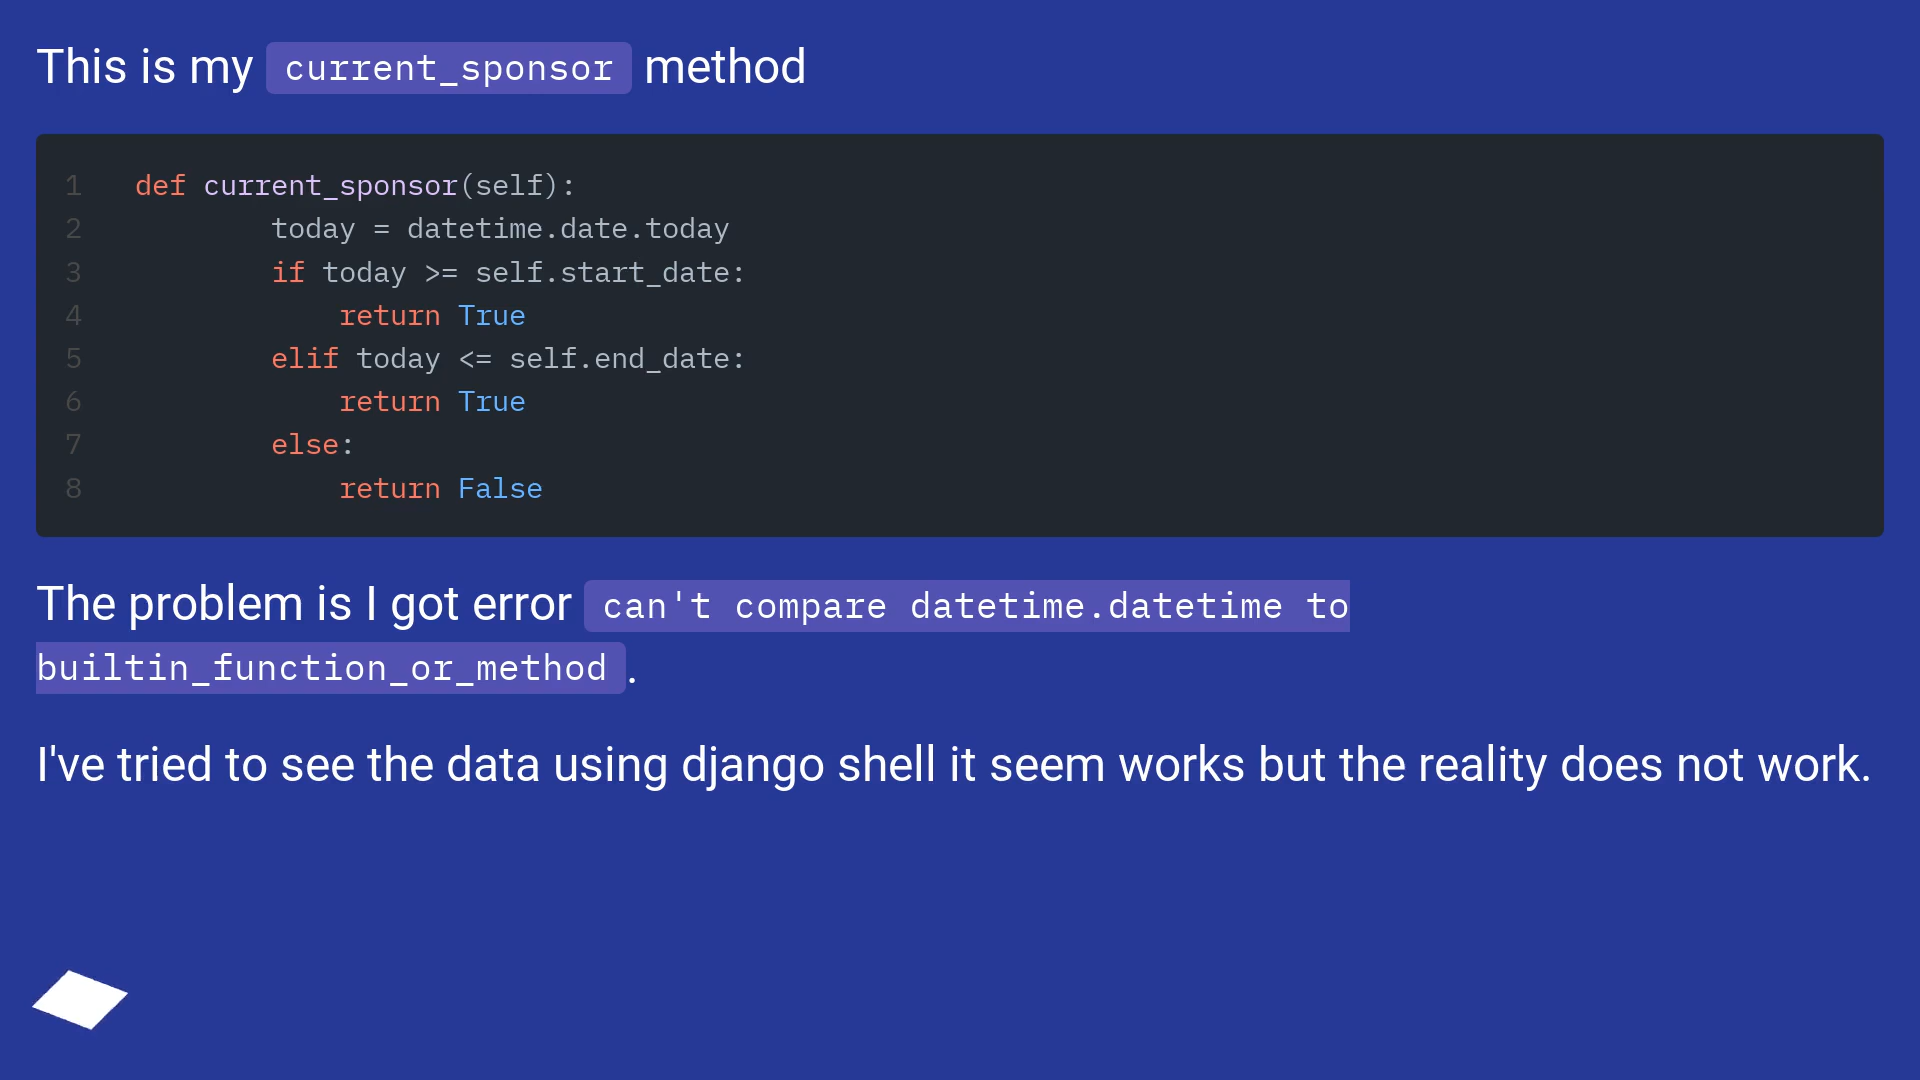 This is my current_sponsor method
1 def current_sponsor(self):
2 today = datetime.date.today
3 if today >= self.start_date:
4 return True
5 elif today <= self.end_date:
6 return True
7 else:
8 return False
The problem is I got error can't compare datetime.datetime to
builtin_function_or_method .
I've tried to see the data using django shell it seem works but the reality does not work.